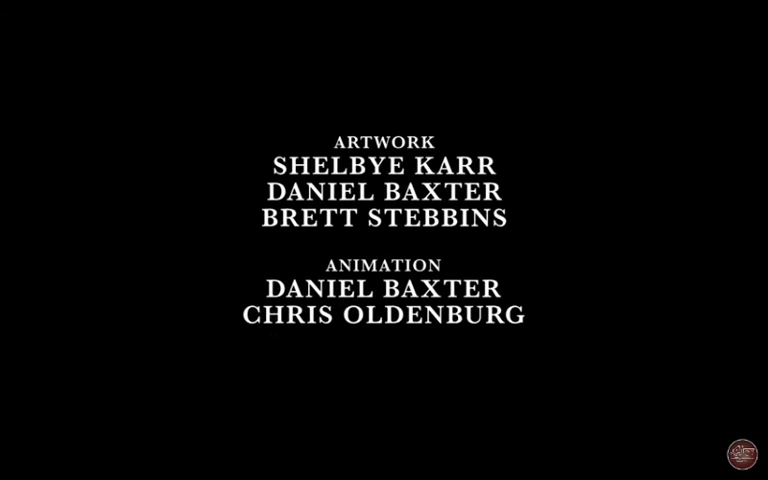 ARTWORK
SHELBYE KARR
DANIEL BAXTER
BRETT STEBBINS
ANIMATION
DANIEL BAXTER
CHRIS OLDENBURG